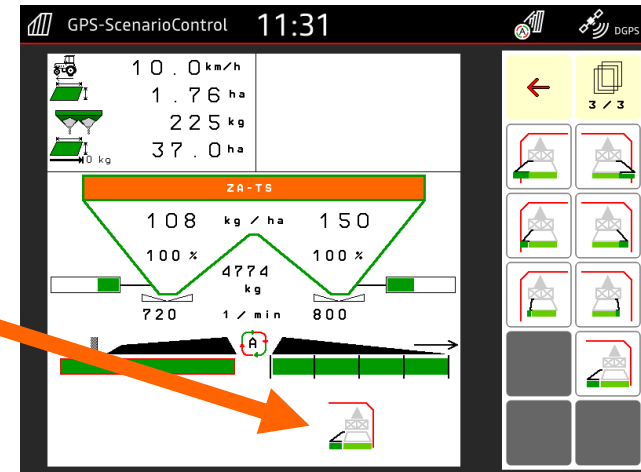 GPS-ScenarioControl 11:31 A DGPS
10.0 km/h
1.76 ha
225 kg
37.0 ha
0 kg
3 / 3
ZA-TS
108 kg / ha 150
100 % 100 %
4774
kg
720 1 / min 800
A